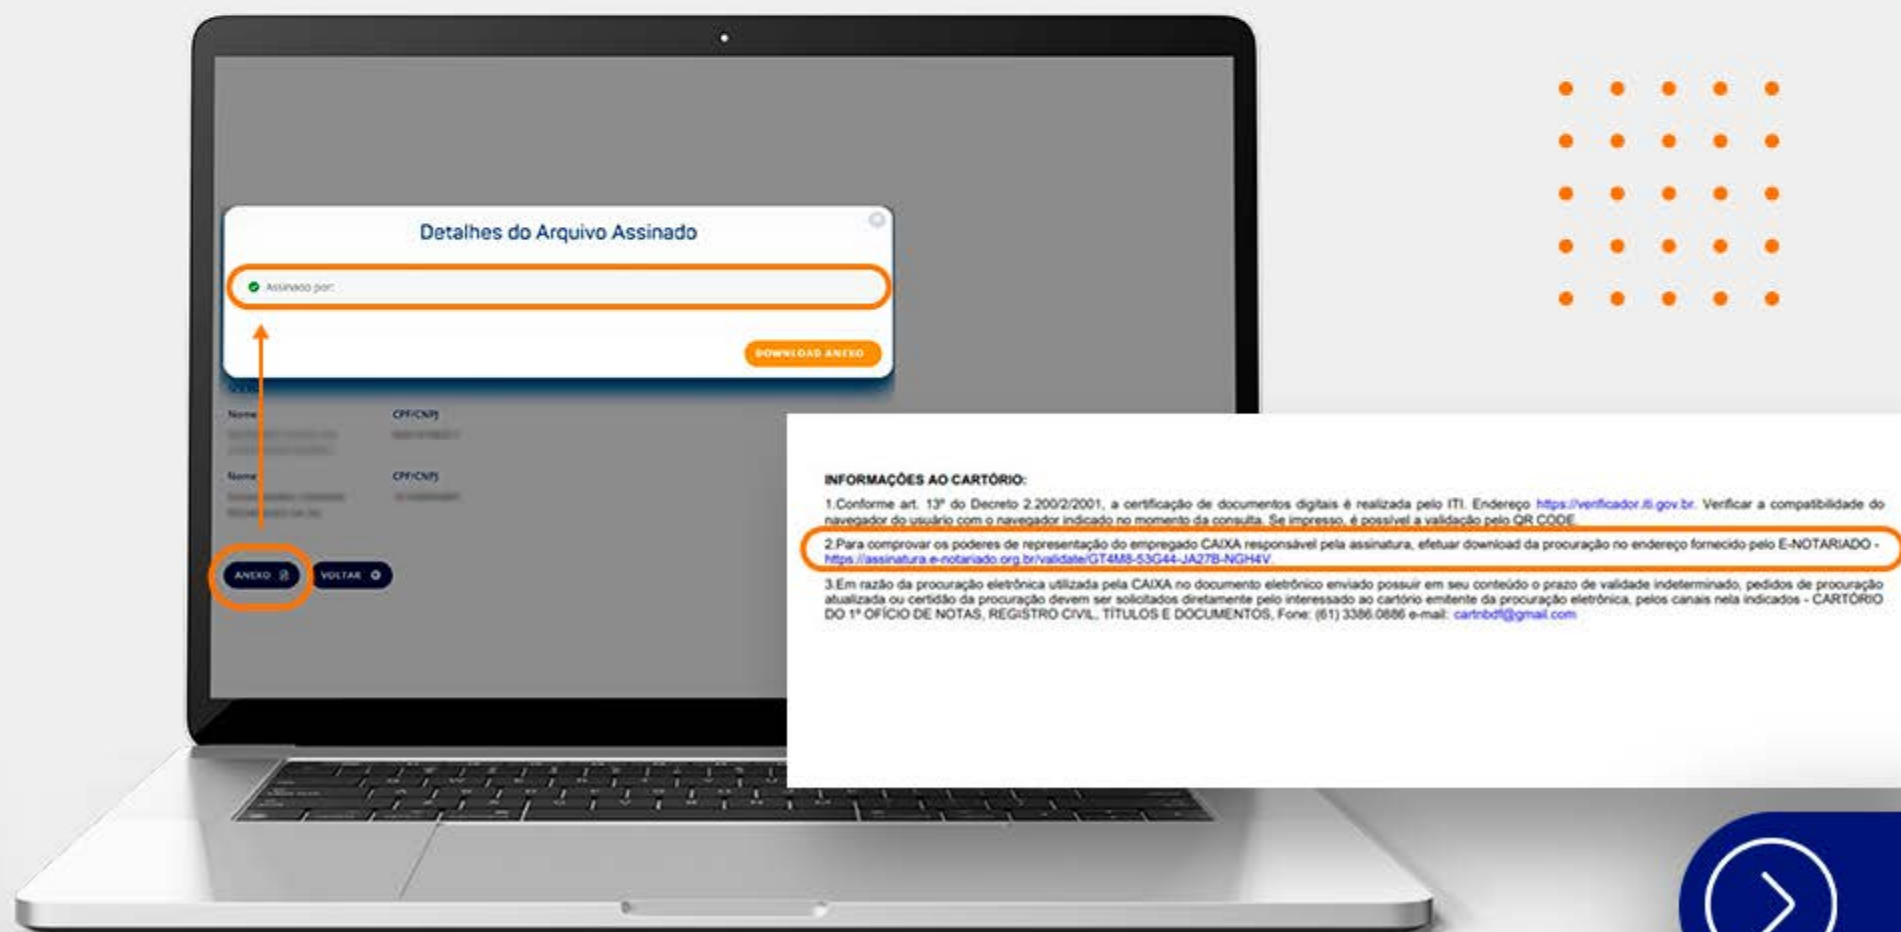 Detalhes do Arquivo Assinado
Assinado por:
DOWNLOAD ANEXO
Nome
CPF/CNPJ
Nome
CPF/CNPJ
ANEXO
VOLTAR
INFORMAÇÕES AO CARTÓRIO:
1.Conforme art. 13º do Decreto 2.200/2/2001, a certificação de documentos digitais é realizada pelo ITI. Endereço https://verificador.iti.gov.br. Verificar a compatibilidade do
navegador do usuário com o navegador indicado no momento da consulta. Se impresso, é possível a validação pelo QR CODE.
2.Para comprovar os poderes de representação do empregado CAIXA responsável pela assinatura, efetuar download da procuração no endereço fornecido pelo E-NOTARIADO -
https://assinatura.e-notariado.org.br/validate/GT4M8-53G44-JA27B-NGH4V.
3.Em razão da procuração eletrônica utilizada pela CAIXA no documento eletrônico enviado possuir em seu conteúdo o prazo de validade indeterminado, pedidos de procuração
atualizada ou certidão da procuração devem ser solicitados diretamente pelo interessado ao cartório emitente da procuração eletrônica, pelos canais nela indicados - CARTÓRIO
DO 1º OFÍCIO DE NOTAS, REGISTRO CIVIL, TÍTULOS E DOCUMENTOS, Fone: (61) 3386.0886 e-mail: cartnbdf@gmail.com